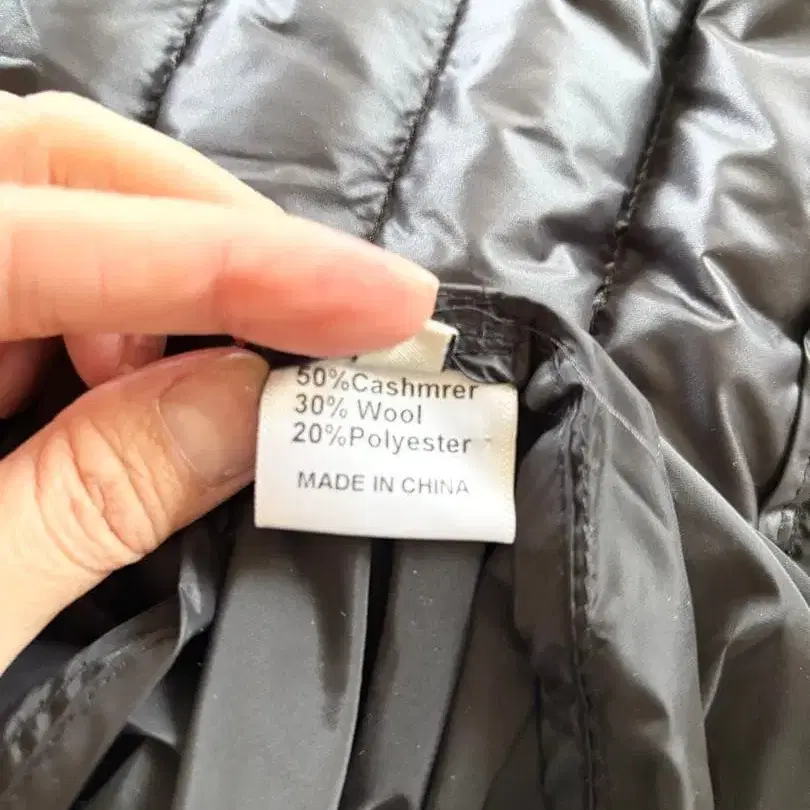 50%Cashmrer
30% Wool
20%Polyester
MADE IN CHINA